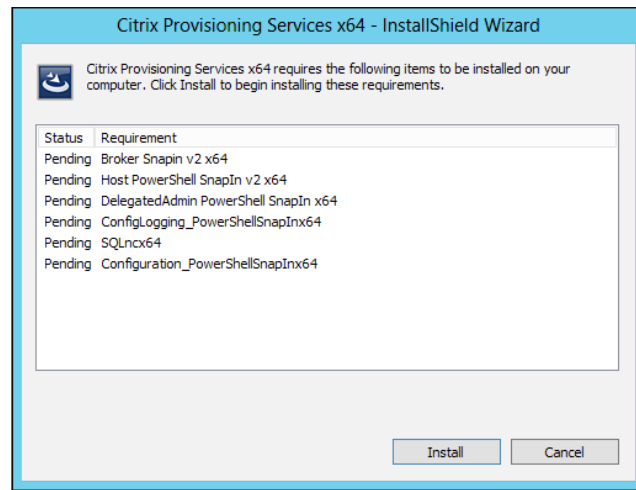 Citrix Provisioning Services x64 - InstallShield Wizard
Citrix Provisioning Services x64 requires the following items to be installed on your
computer. Click Install to begin installing these requirements.
Status Requirement
Pending Broker Snapin v2 x64
Pending Host PowerShell SnapIn v2 x64
Pending DelegatedAdmin PowerShell SnapIn x64
Pending ConfigLogging_PowerShellSnapInx64
Pending SQLncx64
Pending Configuration_PowerShellSnapInx64
Install Cancel